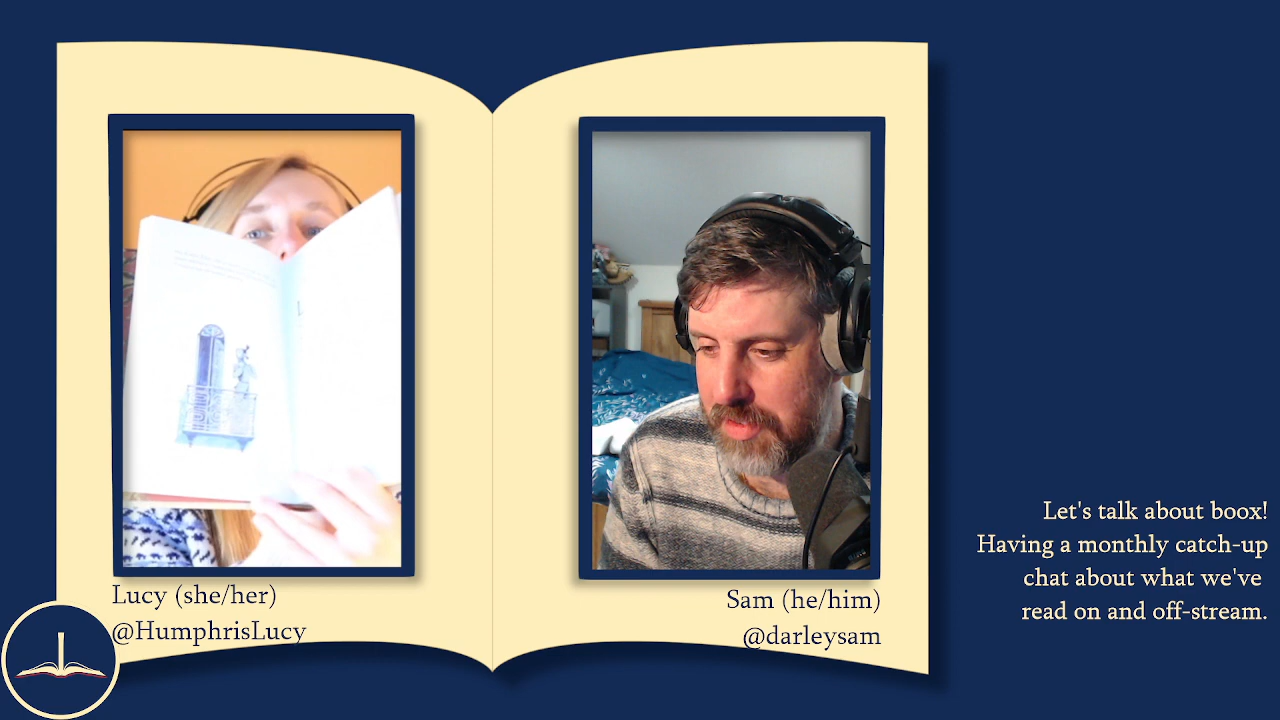 Lucy (she/her)
@HumphrisLucy
Sam (he/him)
@darleysam
Let's talk about boox!
Having a monthly catch-up
chat about what we've
read on and off-stream.